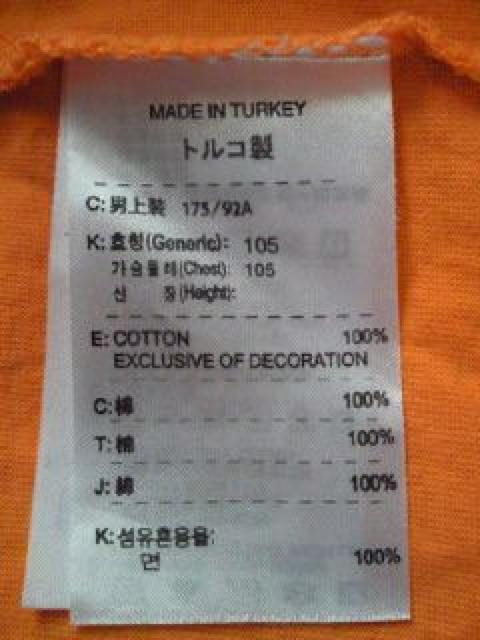 MADE IN TURKEY
トルコ製
C: 男上裝 175/92A
K: 호칭(Generic): 105
가슴둘레(Chest): 105
신 장(Height):
E: COTTON 100%
EXCLUSIVE OF DECORATION
C: 棉 100%
T: 棉 100%
J: 綿 100%
K: 섬유혼용율:
면 100%